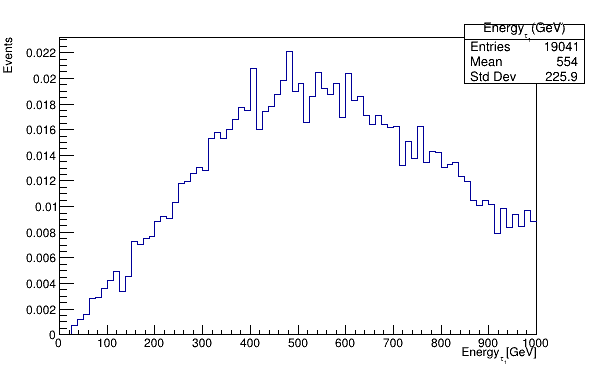 Energy_τ₁ (GeV)
Entries 19041
Mean 554
Std Dev 225.9
Events
0.022
0.02
0.018
0.016
0.014
0.012
0.01
0.008
0.006
0.004
0.002
0
0 100 200 300 400 500 600 700 800 900 1000
Energy_τ₁ [GeV]